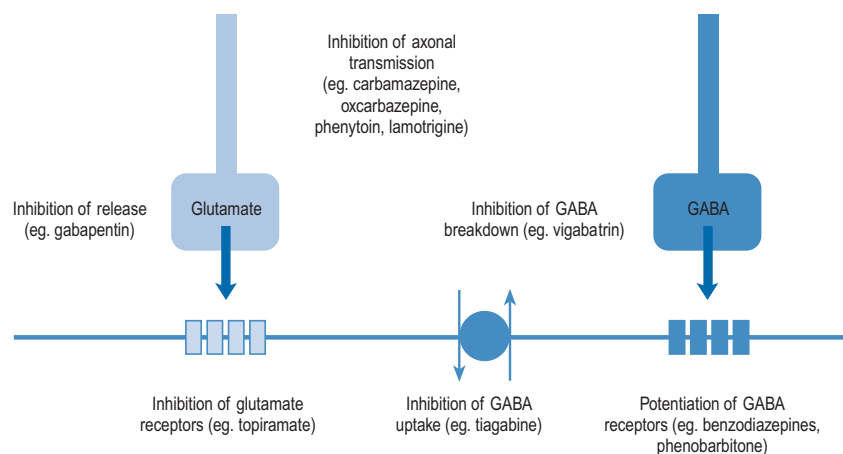 Inhibition of axonal
transmission
(eg. carbamazepine,
oxcarbazepine,
phenytoin, lamotrigine)
Inhibition of release
(eg. gabapentin)
Glutamate
Inhibition of GABA
breakdown (eg. vigabatrin)
GABA
Inhibition of glutamate
receptors (eg. topiramate)
Inhibition of GABA
uptake (eg. tiagabine)
Potentiation of GABA
receptors (eg. benzodiazepines,
phenobarbitone)